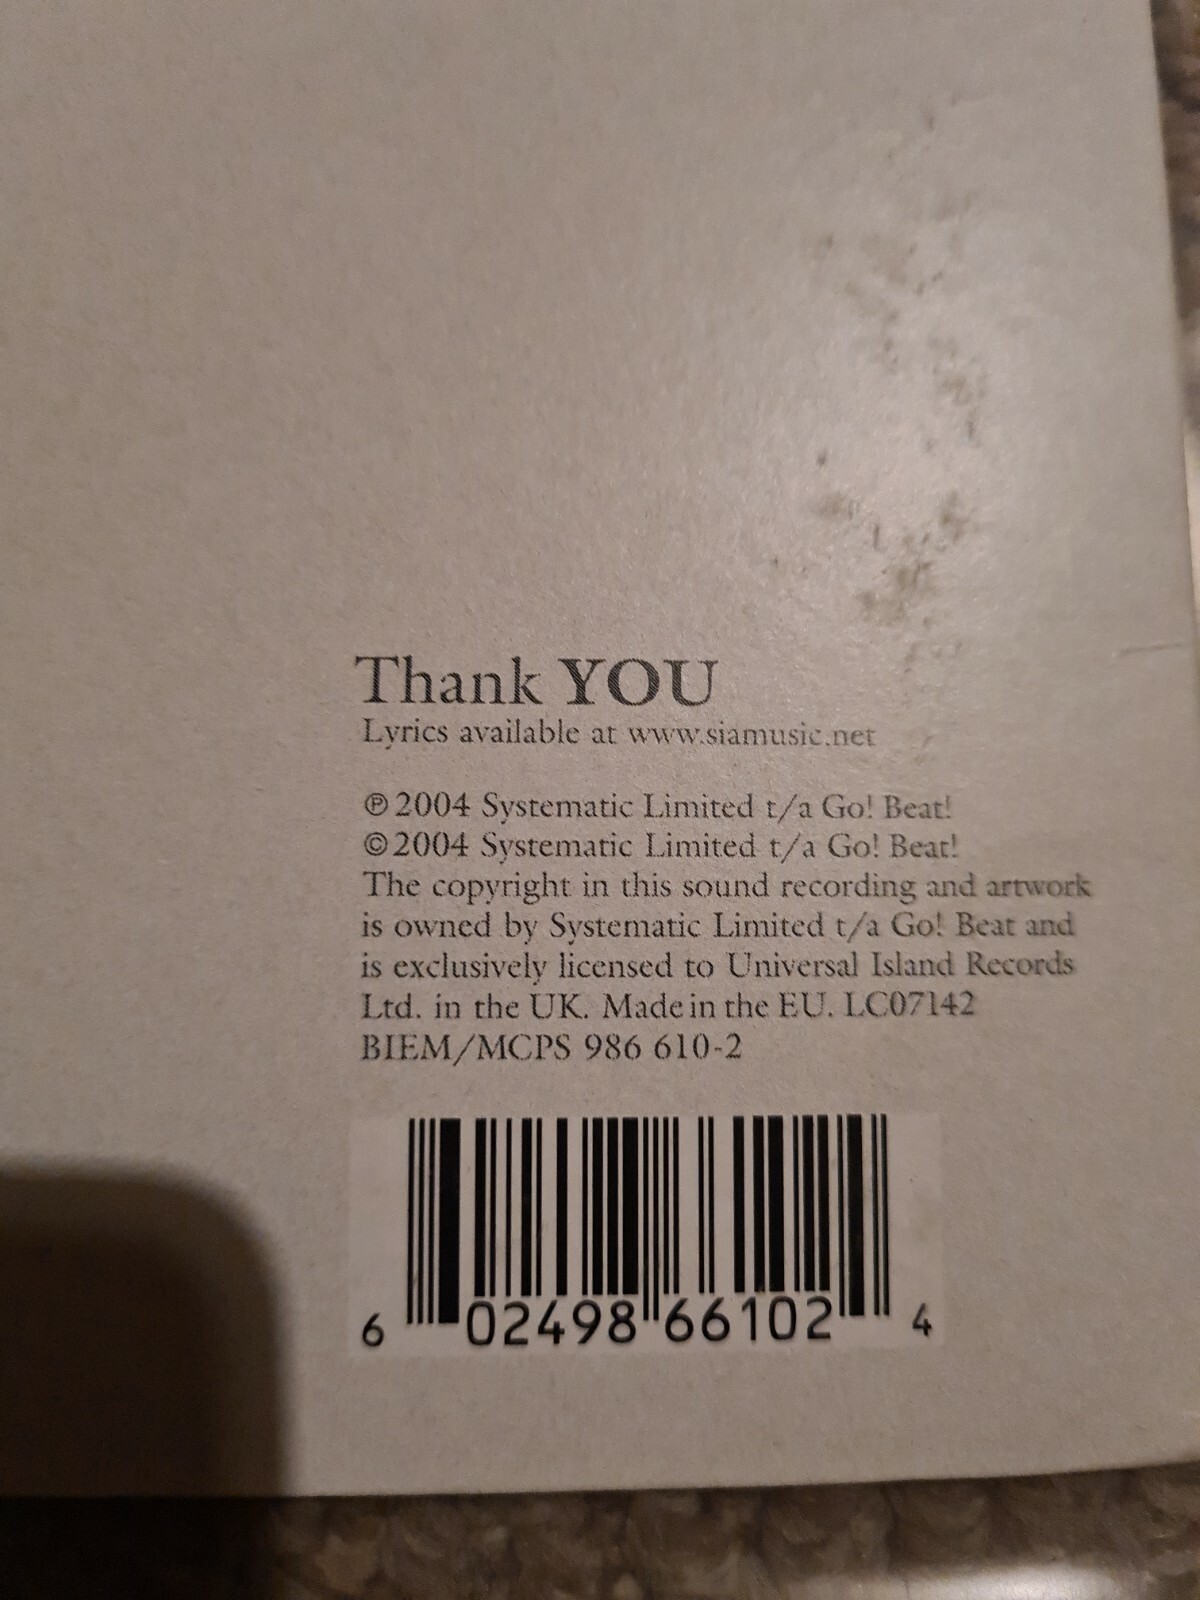 Thank YOU
Lyrics available at www.siamusic.net
℗ 2004 Systematic Limited t/a Go! Beat!
© 2004 Systematic Limited t/a Go! Beat!
The copyright in this sound recording and artwork
is owned by Systematic Limited t/a Go! Beat and
is exclusively licensed to Universal Island Records
Ltd. in the UK. Made in the EU. LC07142
BIEM/MCPS 986 610-2
6 02498 66102 4